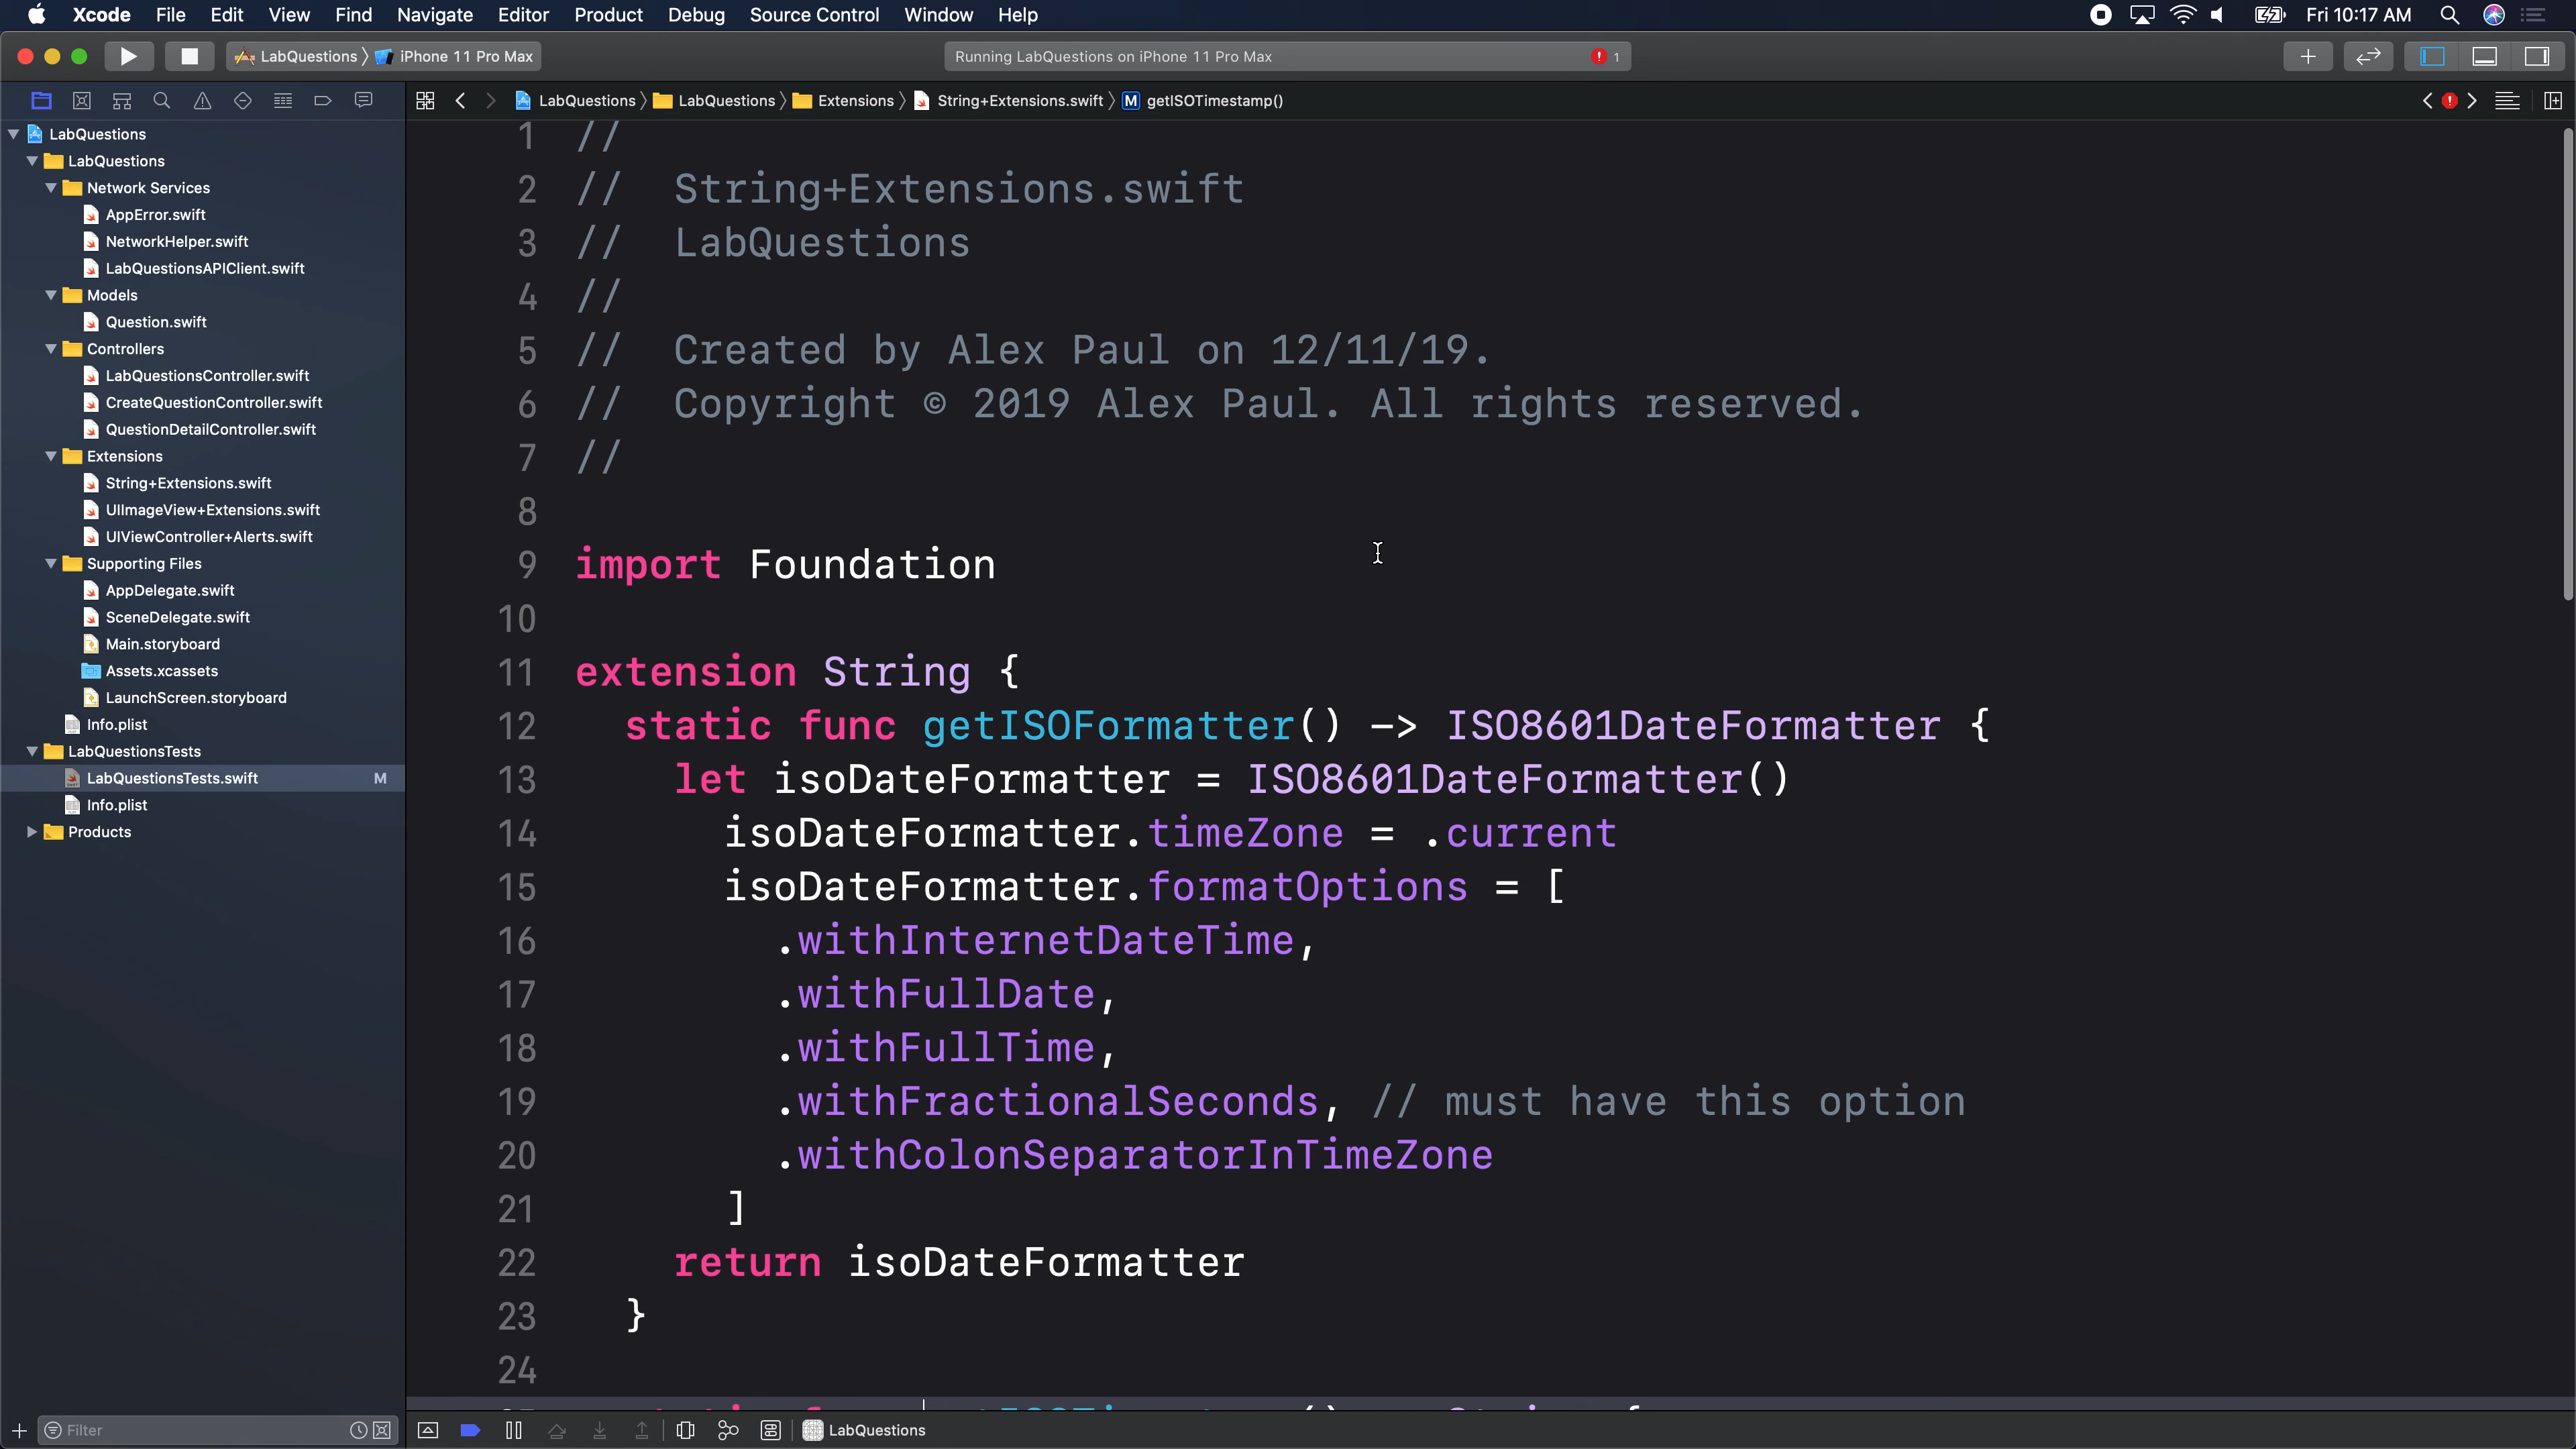 Xcode File Edit View Find Navigate Editor Product Debug Source Control Window Help Fri 10:17 AM
LabQuestions iPhone 11 Pro Max Running LabQuestions on iPhone 11 Pro Max 1
LabQuestions LabQuestions Extensions String+Extensions.swift M getISOTimestamp()
LabQuestions
LabQuestions
Network Services
AppError.swift
NetworkHelper.swift
LabQuestionsAPIClient.swift
Models
Question.swift
Controllers
LabQuestionsController.swift
CreateQuestionController.swift
QuestionDetailController.swift
Extensions
String+Extensions.swift
UIImageView+Extensions.swift
UIViewController+Alerts.swift
Supporting Files
AppDelegate.swift
SceneDelegate.swift
Main.storyboard
Assets.xcassets
LaunchScreen.storyboard
Info.plist
LabQuestionsTests
LabQuestionsTests.swift M
Info.plist
Products
Filter
1 //
2 // String+Extensions.swift
3 // LabQuestions
4 //
5 // Created by Alex Paul on 12/11/19.
6 // Copyright © 2019 Alex Paul. All rights reserved.
7 //
8
9 import Foundation
10
11 extension String {
12 static func getISOFormatter() -> ISO8601DateFormatter {
13 let isoDateFormatter = ISO8601DateFormatter()
14 isoDateFormatter.timeZone = .current
15 isoDateFormatter.formatOptions = [
16 .withInternetDateTime,
17 .withFullDate,
18 .withFullTime,
19 .withFractionalSeconds, // must have this option
20 .withColonSeparatorInTimeZone
21 ]
22 return isoDateFormatter
23 }
24
LabQuestions